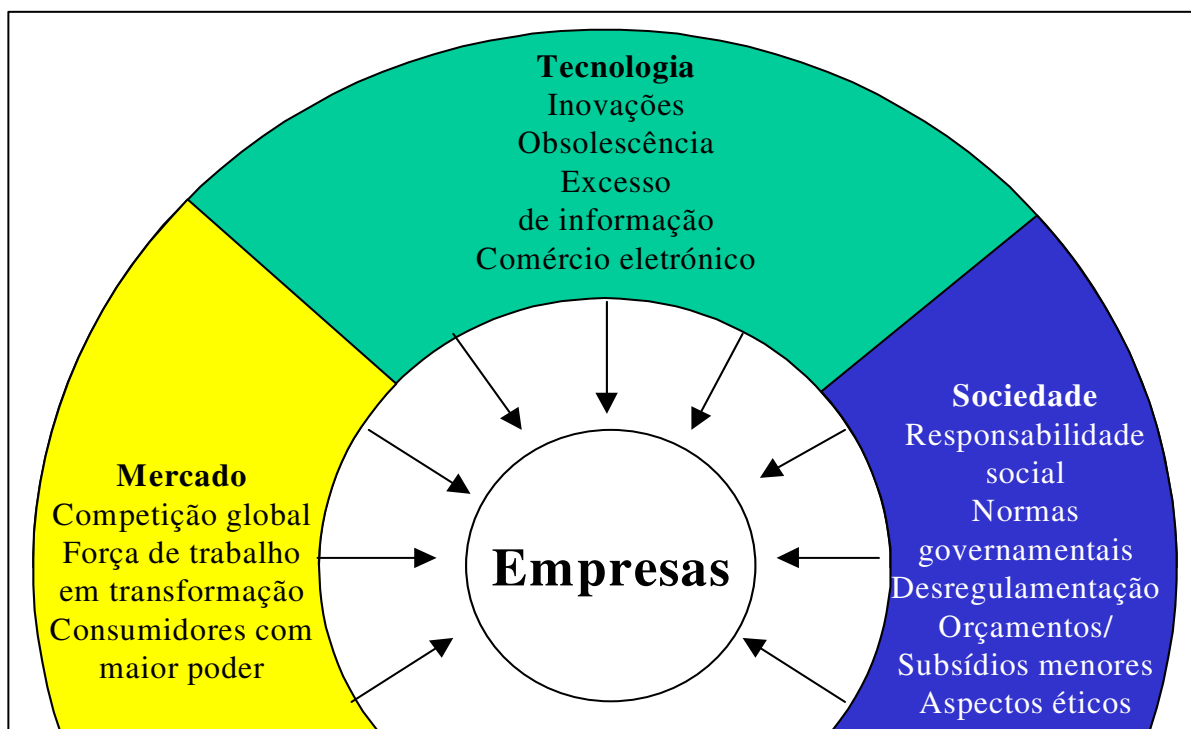 Tecnologia
Inovações
Obsolescência
Excesso
de informação
Comércio eletrónico
Mercado
Competição global
Força de trabalho
em transformação
Consumidores com
maior poder
Empresas
Sociedade
Responsabilidade
social
Normas
governamentais
Desregulamentação
Orçamentos/
Subsídios menores
Aspectos éticos